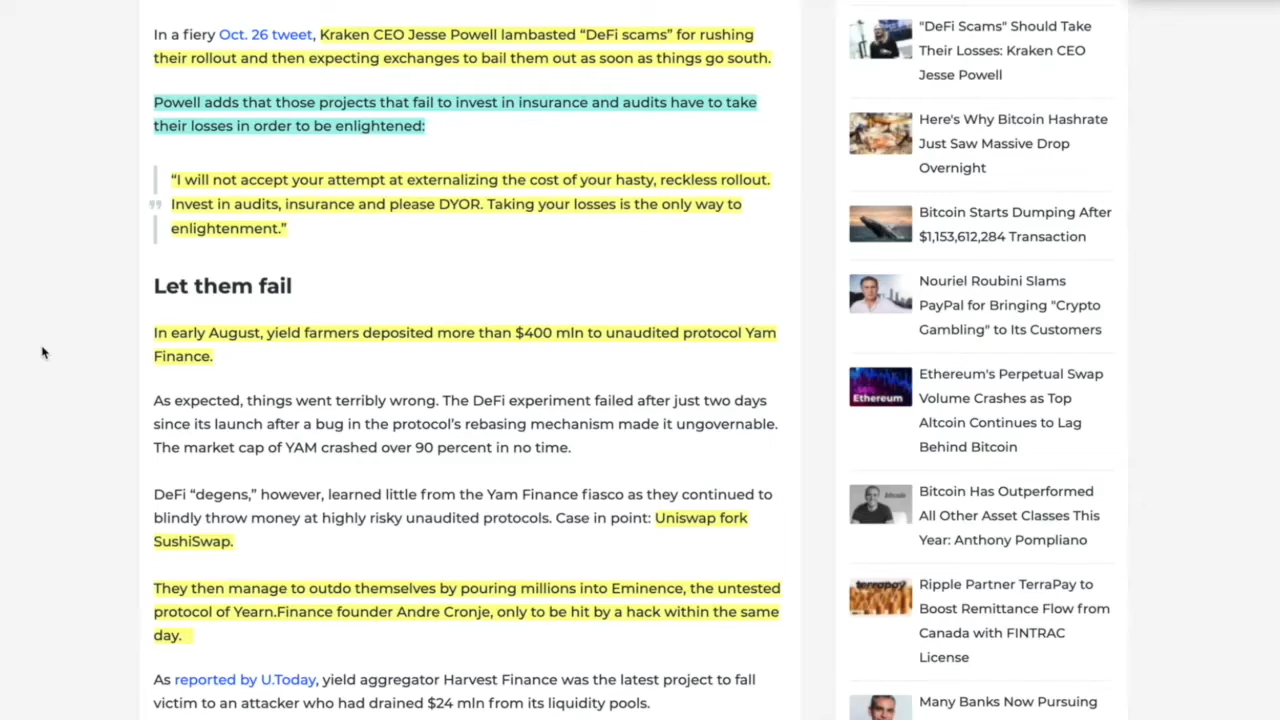 In a fiery Oct. 26 tweet, Kraken CEO Jesse Powell lambasted “DeFi scams” for rushing
their rollout and then expecting exchanges to bail them out as soon as things go south.
Powell adds that those projects that fail to invest in insurance and audits have to take
their losses in order to be enlightened:
“I will not accept your attempt at externalizing the cost of your hasty, reckless rollout.
Invest in audits, insurance and please DYOR. Taking your losses is the only way to
enlightenment.”
Let them fail
In early August, yield farmers deposited more than $400 mln to unaudited protocol Yam
Finance.
As expected, things went terribly wrong. The DeFi experiment failed after just two days
since its launch after a bug in the protocol’s rebasing mechanism made it ungovernable.
The market cap of YAM crashed over 90 percent in no time.
DeFi “degens,” however, learned little from the Yam Finance fiasco as they continued to
blindly throw money at highly risky unaudited protocols. Case in point: Uniswap fork
SushiSwap.
They then manage to outdo themselves by pouring millions into Eminence, the untested
protocol of Yearn.Finance founder Andre Cronje, only to be hit by a hack within the same
day.
As reported by U.Today, yield aggregator Harvest Finance was the latest project to fall
victim to an attacker who had drained $24 mln from its liquidity pools.
"DeFi Scams" Should Take
Their Losses: Kraken CEO
Jesse Powell
Here's Why Bitcoin Hashrate
Just Saw Massive Drop
Overnight
Bitcoin Starts Dumping After
$1,153,612,284 Transaction
Nouriel Roubini Slams
PayPal for Bringing "Crypto
Gambling" to Its Customers
Ethereum
Ethereum's Perpetual Swap
Volume Crashes as Top
Altcoin Continues to Lag
Behind Bitcoin
Bitcoin Has Outperformed
All Other Asset Classes This
Year: Anthony Pompliano
Ripple Partner TerraPay to
Boost Remittance Flow from
Canada with FINTRAC
License
Many Banks Now Pursuing